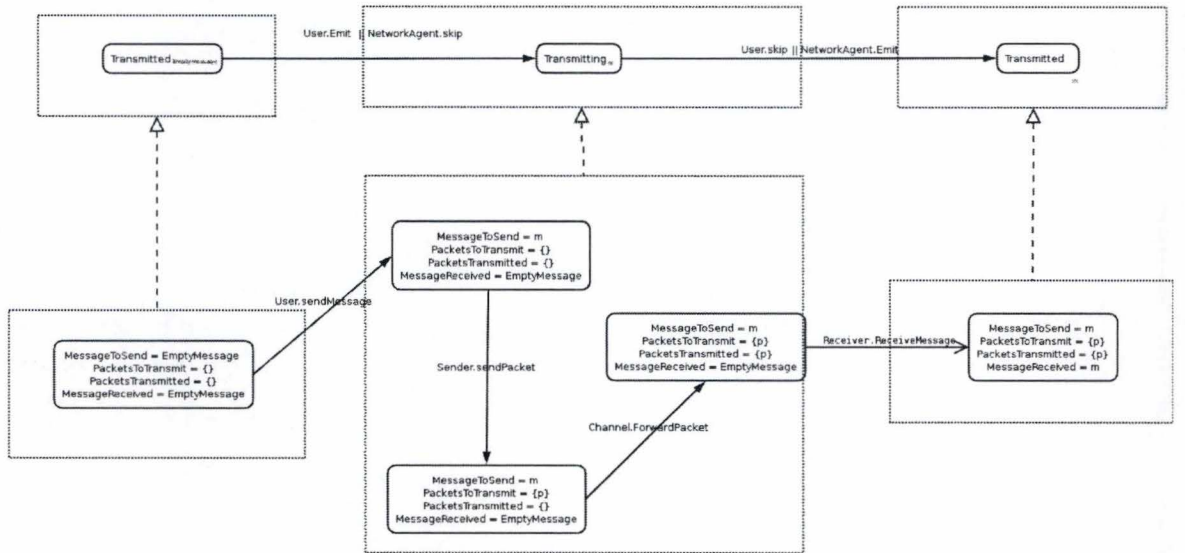 User.Emit || NetworkAgent.skip
User.skip || NetworkAgent.Emit
Transmitted EmptyMessage
Transmitting m
Transmitted
m
MessageToSend = m
PacketsToTransmit = {}
PacketsTransmitted = {}
MessageReceived = EmptyMessage
User.sendMessage
MessageToSend = EmptyMessage
PacketsToTransmit = {}
PacketsTransmitted = {}
MessageReceived = EmptyMessage
Sender.sendPacket
MessageToSend = m
PacketsToTransmit = {p}
PacketsTransmitted = {p}
MessageReceived = EmptyMessage
Receiver.ReceiveMessage
MessageToSend = m
PacketsToTransmit = {p}
PacketsTransmitted = {p}
MessageReceived = m
Channel.ForwardPacket
MessageToSend = m
PacketsToTransmit = {p}
PacketsTransmitted = {}
MessageReceived = EmptyMessage